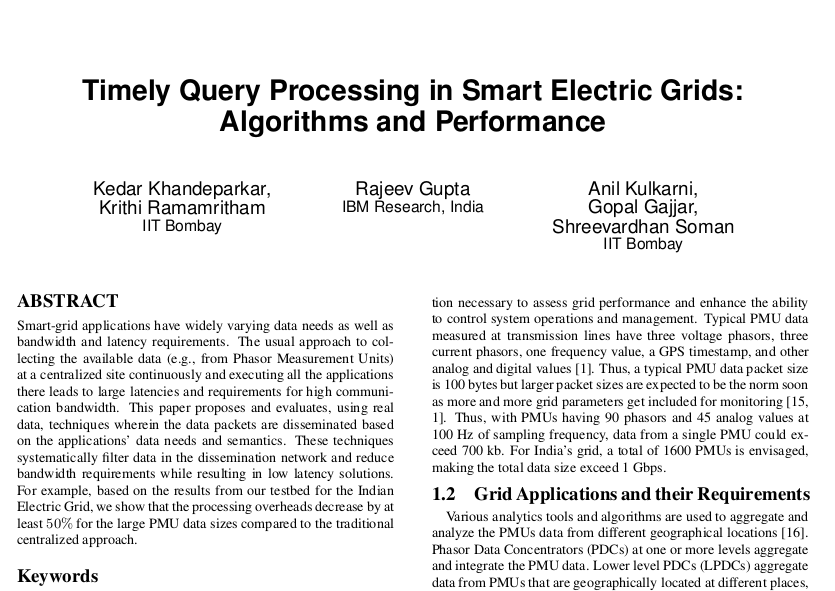 Timely Query Processing in Smart Electric Grids:
Algorithms and Performance
Kedar Khandeparkar,
Krithi Ramamritham
IIT Bombay
Rajeev Gupta
IBM Research, India
Anil Kulkarni,
Gopal Gajjar,
Shreevardhan Soman
IIT Bombay
ABSTRACT
Smart-grid applications have widely varying data needs as well as
bandwidth and latency requirements. The usual approach to col-
lecting the available data (e.g., from Phasor Measurement Units)
at a centralized site continuously and executing all the applications
there leads to large latencies and requirements for high communi-
cation bandwidth. This paper proposes and evaluates, using real
data, techniques wherein the data packets are disseminated based
on the applications' data needs and semantics. These techniques
systematically filter data in the dissemination network and reduce
bandwidth requirements while resulting in low latency solutions.
For example, based on the results from our testbed for the Indian
Electric Grid, we show that the processing overheads decrease by at
least 50% for the large PMU data sizes compared to the traditional
centralized approach.
Keywords
tion necessary to assess grid performance and enhance the ability
to control system operations and management. Typical PMU data
measured at transmission lines have three voltage phasors, three
current phasors, one frequency value, a GPS timestamp, and other
analog and digital values [1]. Thus, a typical PMU data packet size
is 100 bytes but larger packet sizes are expected to be the norm soon
as more and more grid parameters get included for monitoring [15,
1]. Thus, with PMUs having 90 phasors and 45 analog values at
100 Hz of sampling frequency, data from a single PMU could ex-
ceed 700 kb. For India's grid, a total of 1600 PMUs is envisaged,
making the total data size exceed 1 Gbps.
1.2 Grid Applications and their Requirements
Various analytics tools and algorithms are used to aggregate and
analyze the PMUs data from different geographical locations [16].
Phasor Data Concentrators (PDCs) at one or more levels aggregate
and integrate the PMU data. Lower level PDCs (LPDCs) aggregate
data from PMUs that are geographically located at different places,